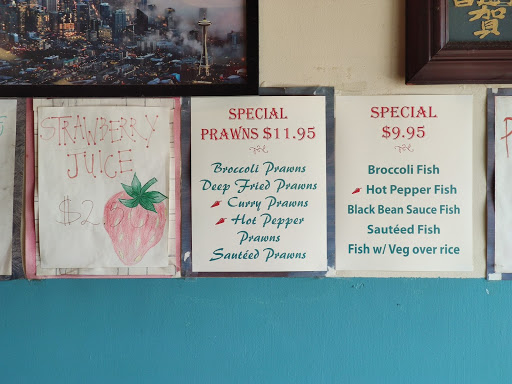 STRAWBERRY
JUICE
SPECIAL
PRAWNS $11.95
Broccoli Prawns
Deep Fried Prawns
Curry Prawns
Hot Pepper
Prawns
Sautéed Prawns
SPECIAL
$9.95
Broccoli Fish
Hot Pepper Fish
Black Bean Sauce Fish
Sautéed Fish
Fish w/ Veg over rice